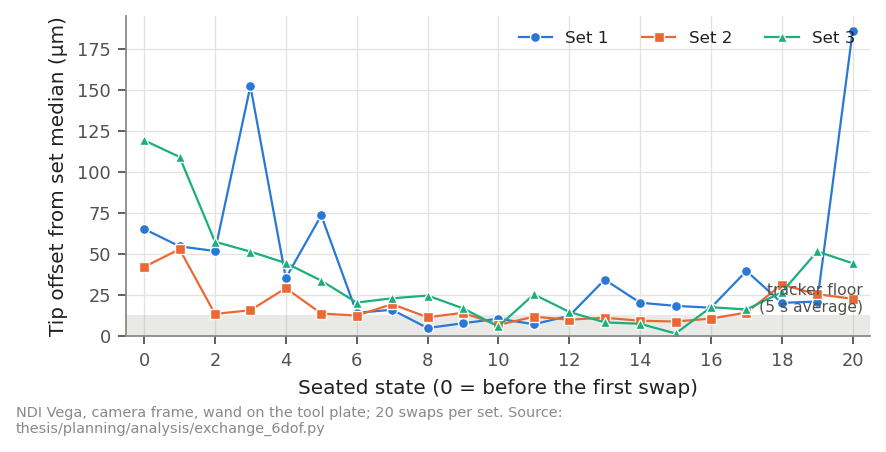 Tip offset from set median (µm)
175
150
125
100
75
50
25
0
Set 1 Set 2 Set 3
tracker floor
(5 s average)
0 2 4 6 8 10 12 14 16 18 20
Seated state (0 = before the first swap)
NDI Vega, camera frame, wand on the tool plate; 20 swaps per set. Source:
thesis/planning/analysis/exchange_6dof.py